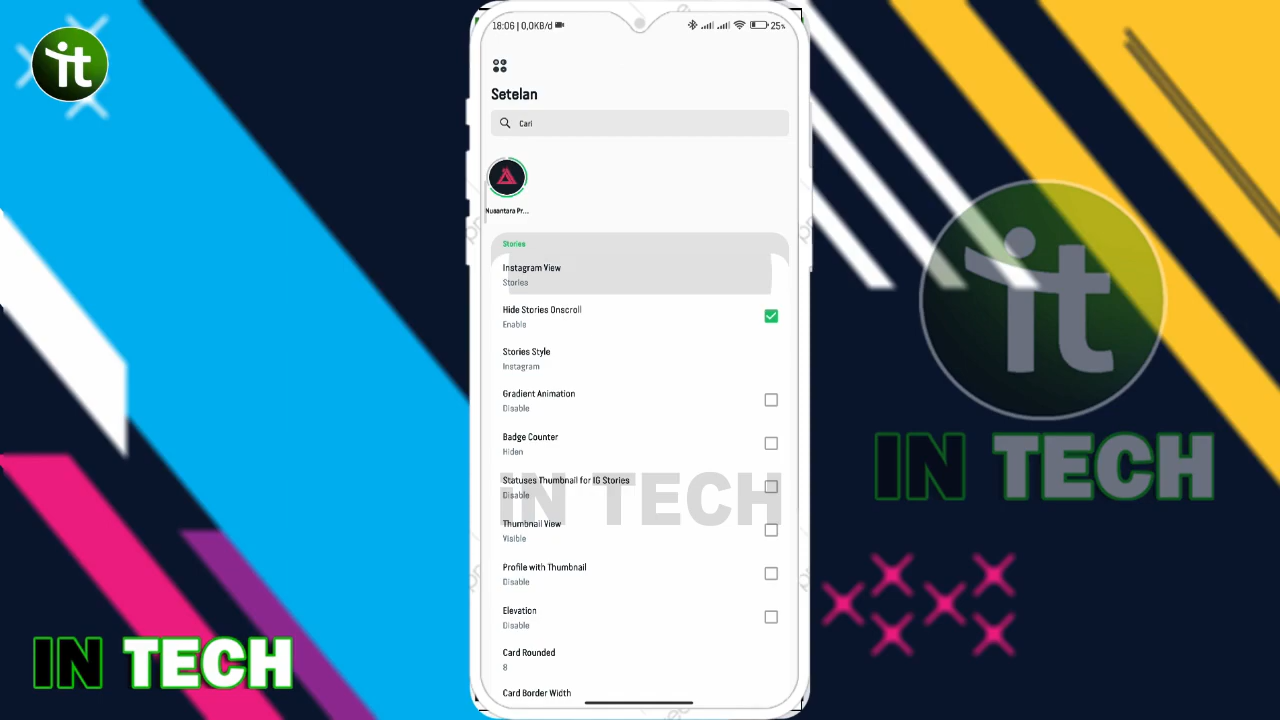 it
18:06 | 0,0KB/d
25%
Setelan
Cari
Nusantara Pr...
Stories
Instagram View
Stories
Hide Stories Onscroll
Enable
Stories Style
Instagram
Gradient Animation
Disable
Badge Counter
Hiden
Statuses Thumbnail for IG Stories
Disable
Thumbnail View
Visible
Profile with Thumbnail
Disable
Elevation
Disable
Card Rounded
8
Card Border Width
iN TECH
it
IN TECH
IN TECH